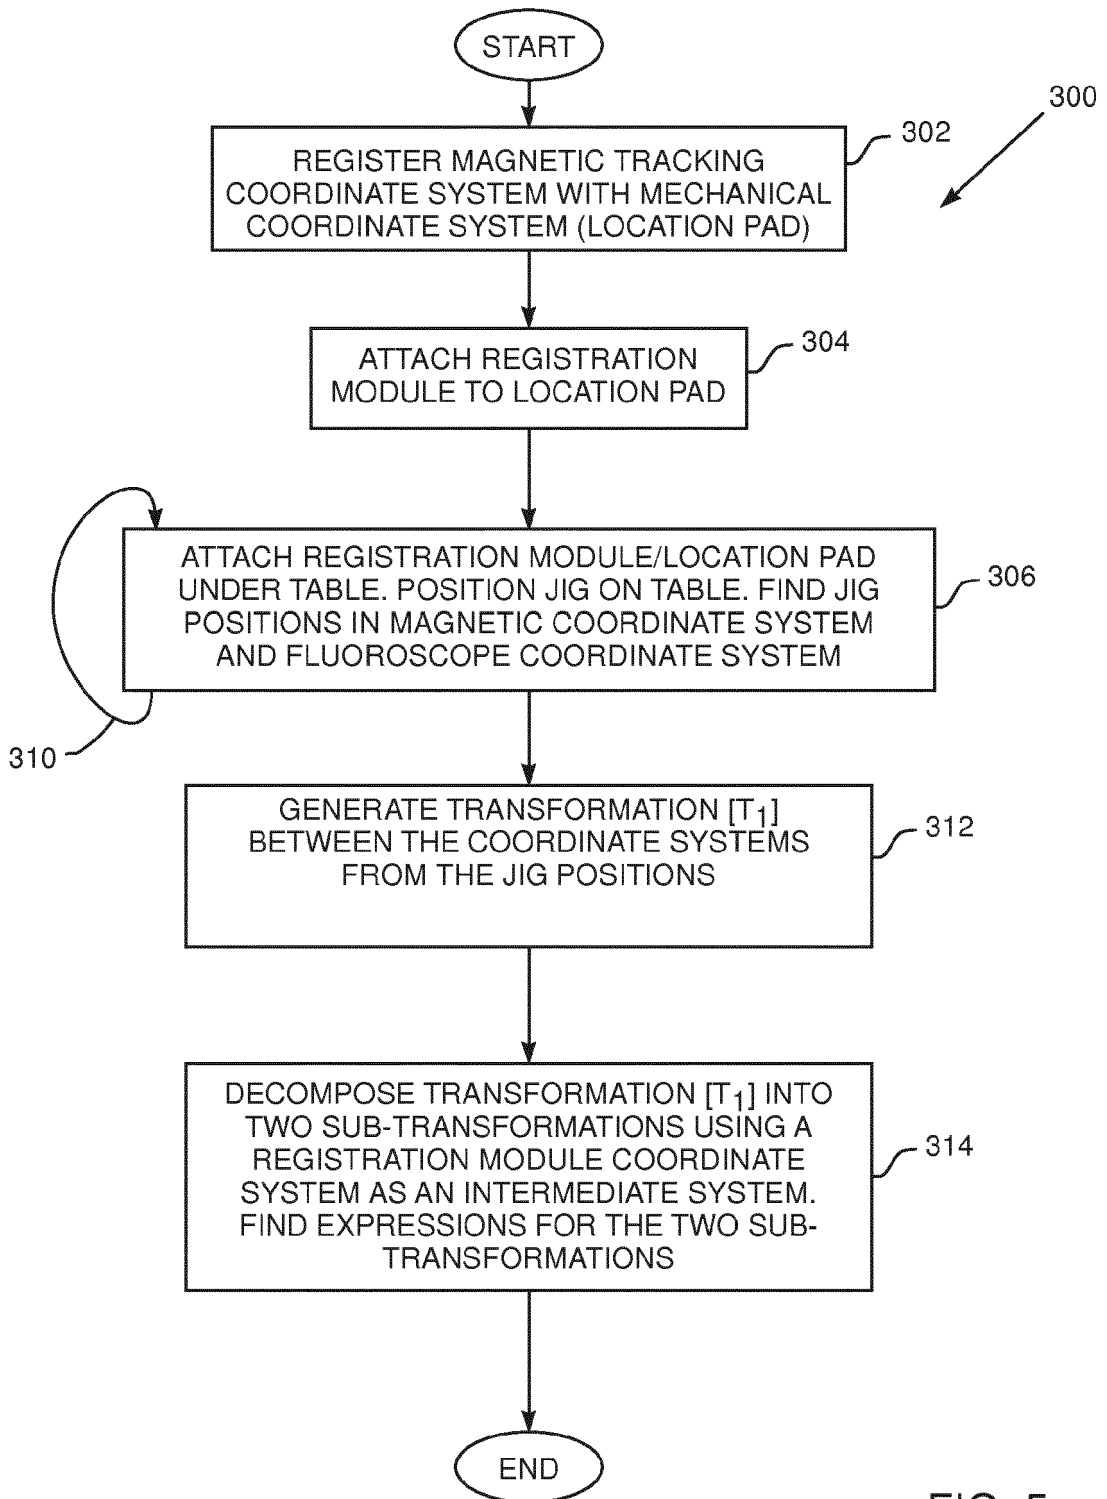 START
300
302
REGISTER MAGNETIC TRACKING
COORDINATE SYSTEM WITH MECHANICAL
COORDINATE SYSTEM (LOCATION PAD)
304
ATTACH REGISTRATION
MODULE TO LOCATION PAD
306
ATTACH REGISTRATION MODULE/LOCATION PAD
UNDER TABLE. POSITION JIG ON TABLE. FIND JIG
POSITIONS IN MAGNETIC COORDINATE SYSTEM
AND FLUOROSCOPE COORDINATE SYSTEM
310
312
GENERATE TRANSFORMATION [T1]
BETWEEN THE COORDINATE SYSTEMS
FROM THE JIG POSITIONS
314
DECOMPOSE TRANSFORMATION [T1] INTO
TWO SUB-TRANSFORMATIONS USING A
REGISTRATION MODULE COORDINATE
SYSTEM AS AN INTERMEDIATE SYSTEM.
FIND EXPRESSIONS FOR THE TWO SUB-
TRANSFORMATIONS
END
FIG. 5